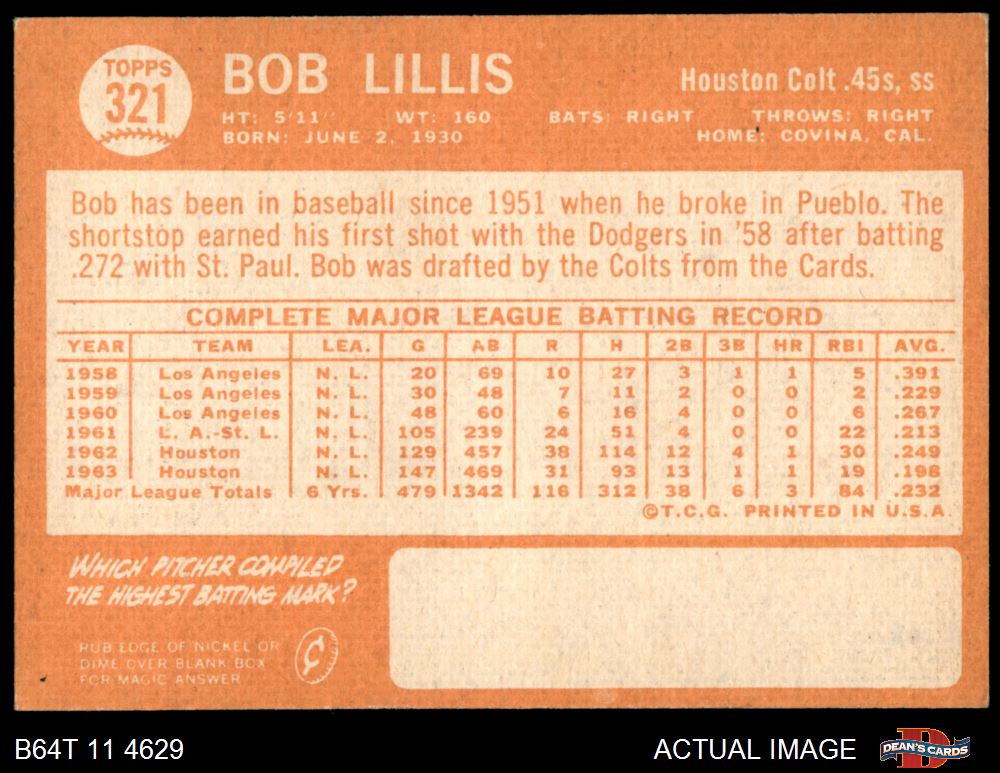 TOPPS
321
BOB LILLIS
Houston Colt .45s, ss
HT: 5'11" WT: 160 BATS: RIGHT THROWS: RIGHT
BORN: JUNE 2, 1930 HOME: COVINA, CAL.
Bob has been in baseball since 1951 when he broke in Pueblo. The
shortstop earned his first shot with the Dodgers in '58 after batting
.272 with St. Paul. Bob was drafted by the Colts from the Cards.
COMPLETE MAJOR LEAGUE BATTING RECORD
YEAR TEAM LEA. G AB R H 2B 3B HR RBI AVG.
1958 Los Angeles N. L. 20 69 10 27 3 1 1 5 .391
1959 Los Angeles N. L. 30 48 7 11 2 0 0 2 .229
1960 Los Angeles N. L. 48 60 6 16 4 0 0 6 .267
1961 L. A.-St. L. N. L. 105 239 24 51 4 0 0 22 .213
1962 Houston N. L. 129 457 38 114 12 4 1 30 .249
1963 Houston N. L. 147 469 31 93 13 1 1 19 .198
Major League Totals 6 Yrs. 479 1342 116 312 38 6 3 84 .232
©T.C.G. PRINTED IN U.S.A.
WHICH PITCHER COMPILED
THE HIGHEST BATTING MARK?
RUB EDGE OF NICKEL OR
DIME OVER BLANK BOX
FOR MAGIC ANSWER
¢
B64T 11 4629
ACTUAL IMAGE
DEAN'S CARDS